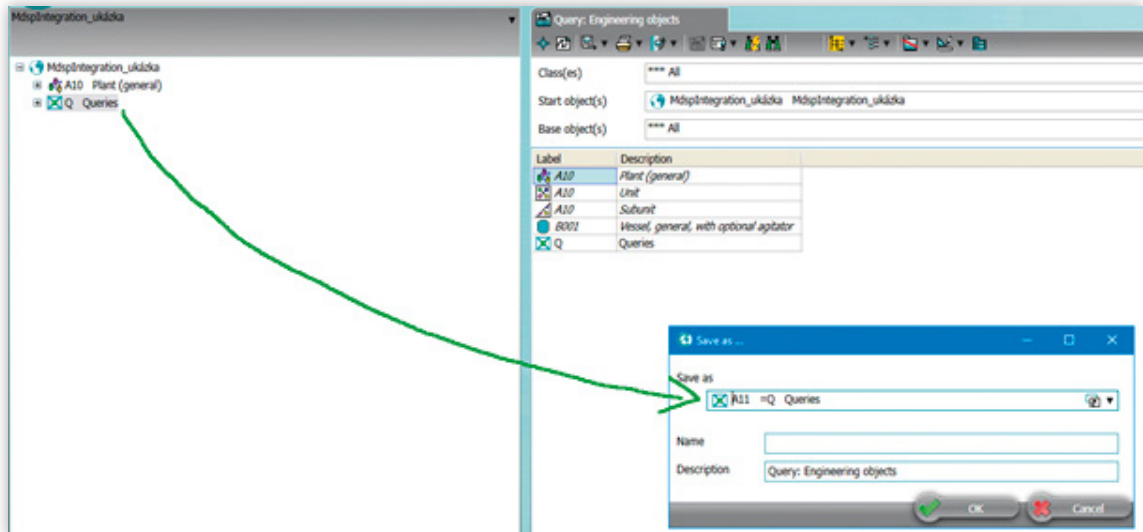 MdspIntegration_ukázka
MdspIntegration_ukázka
A10 Plant (general)
Q Queries
Query: Engineering objects
Class(es) *** All
Start object(s) MdspIntegration_ukázka MdspIntegration_ukázka
Base object(s) *** All
Label Description
A10 Plant (general)
A10 Unit
A10 Subunit
B001 Vessel, general, with optional agitator
Q Queries
Save as ...
Save as
A11 =Q Queries
Name
Description Query: Engineering objects
OK Cancel